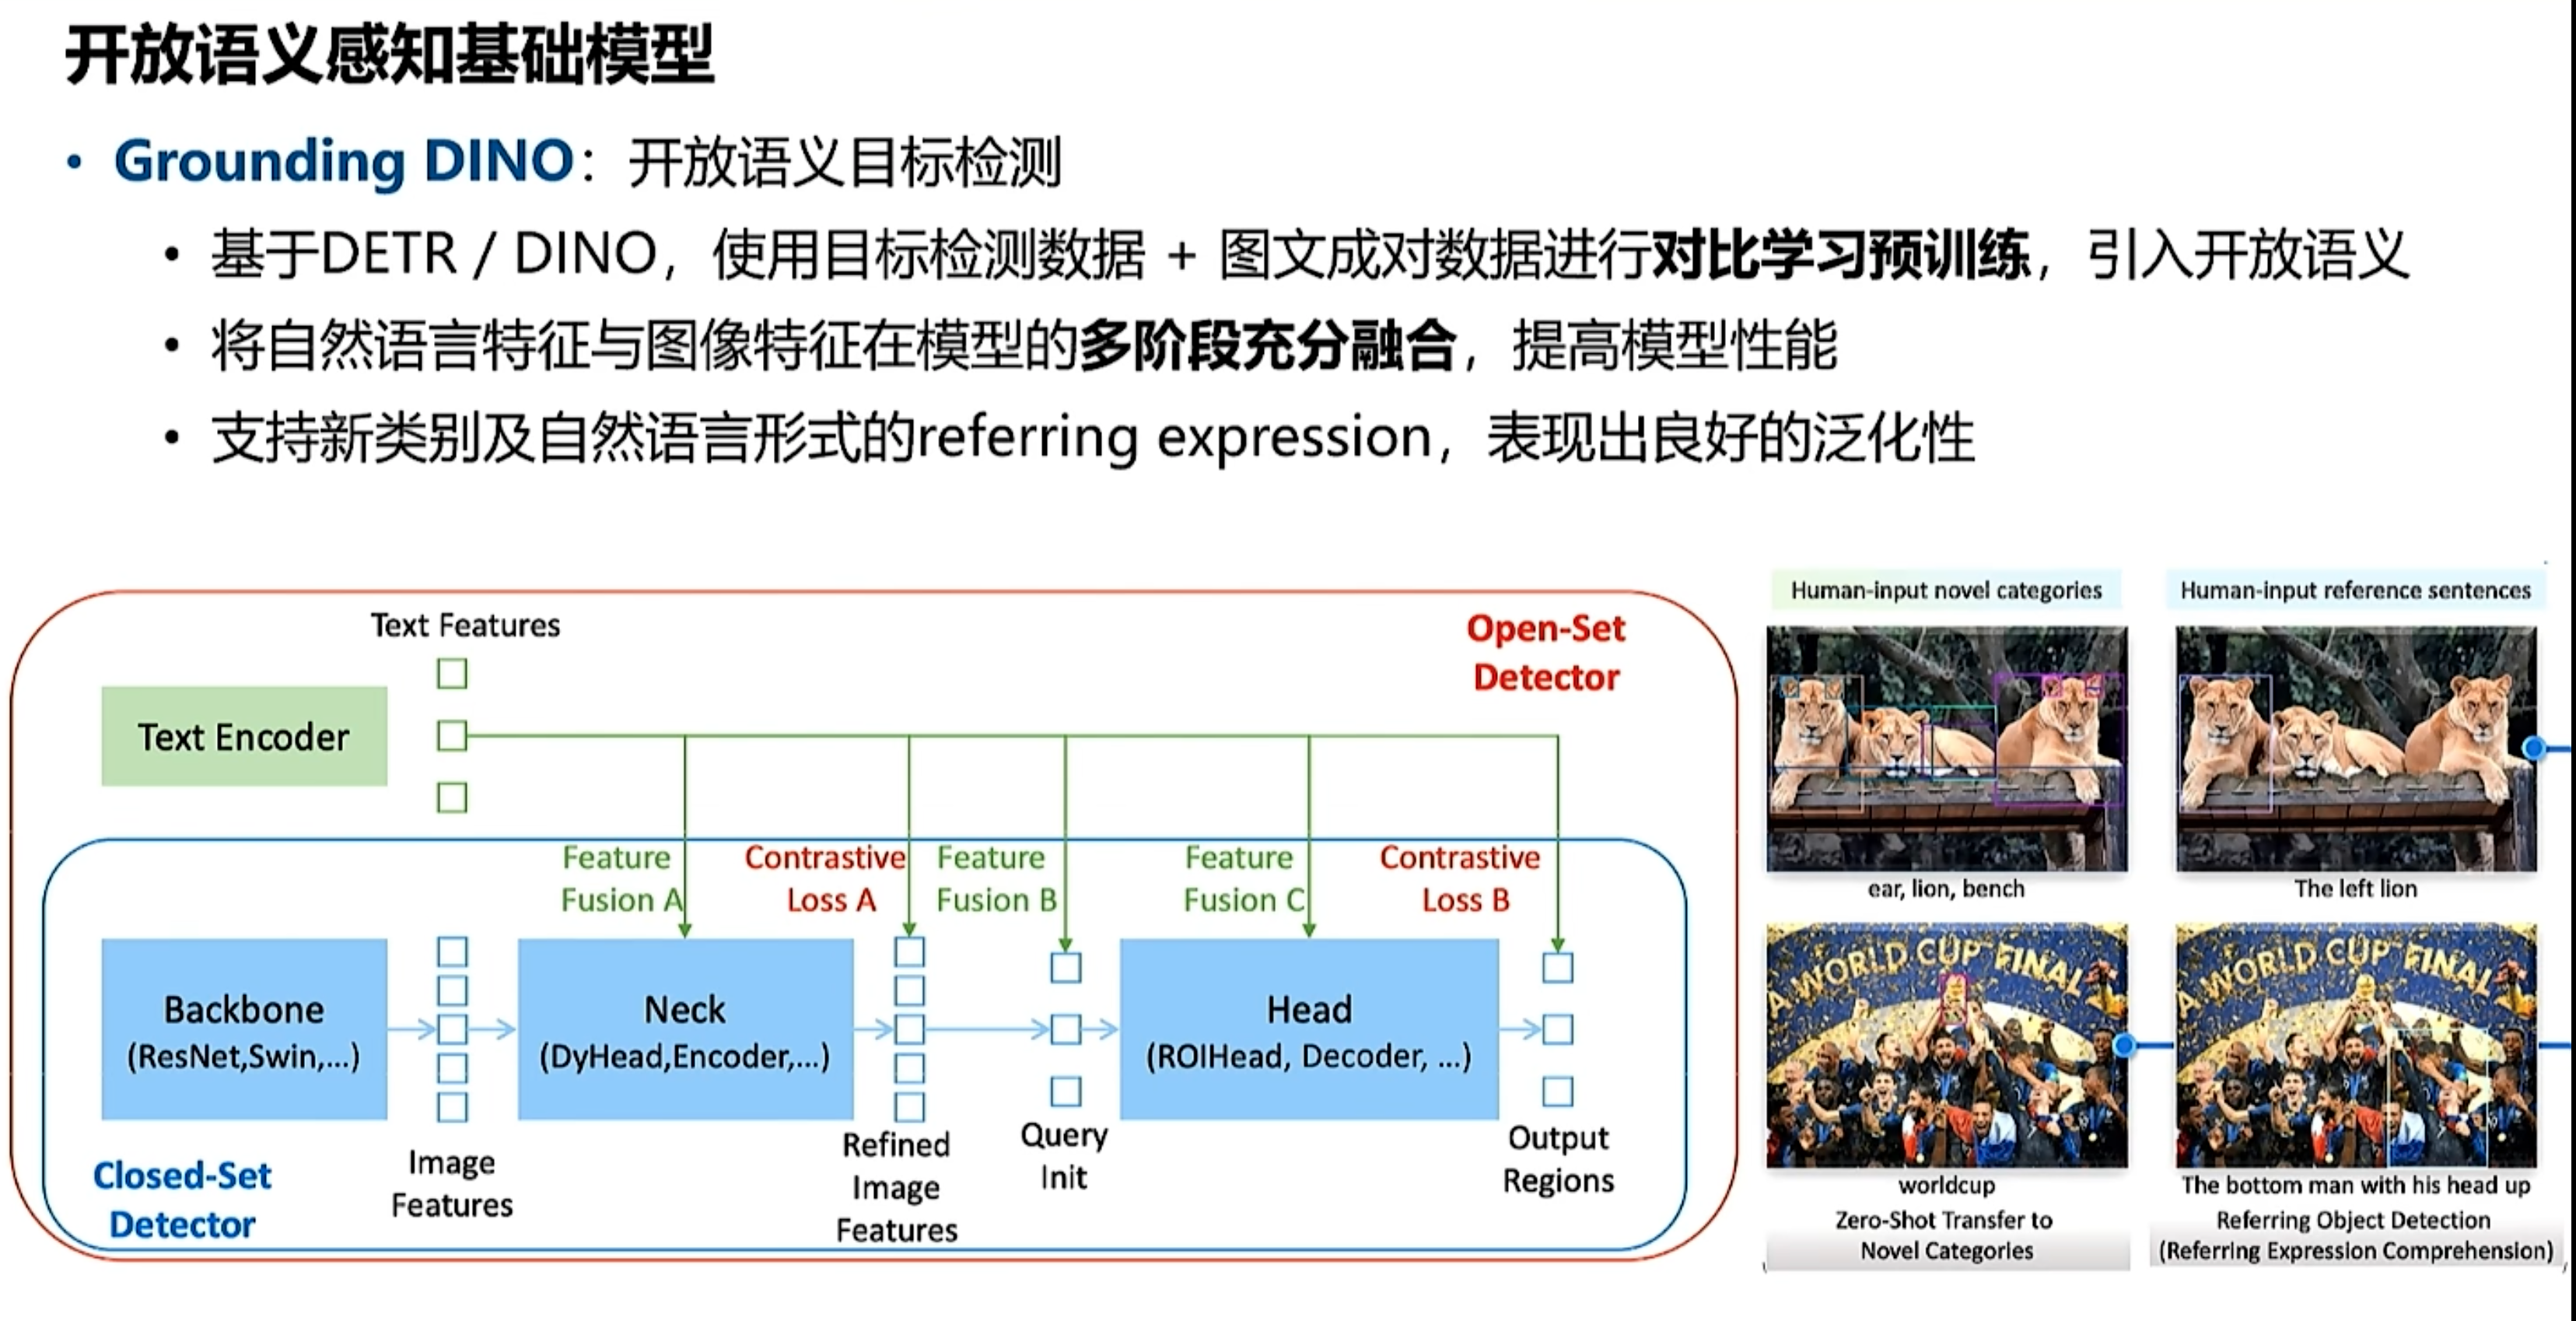 开放语义感知基础模型
• Grounding DINO：开放语义目标检测
• 基于DETR / DINO，使用目标检测数据 + 图文成对数据进行对比学习预训练，引入开放语义
• 将自然语言特征与图像特征在模型的多阶段充分融合，提高模型性能
• 支持新类别及自然语言形式的referring expression，表现出良好的泛化性
Text Features
Open-Set
Detector
Text Encoder
Feature
Fusion A
Contrastive
Loss A
Feature
Fusion B
Feature
Fusion C
Contrastive
Loss B
Backbone
(ResNet,Swin,...)
Neck
(DyHead,Encoder,...)
Head
(ROIHead, Decoder, ...)
Closed-Set
Detector
Image
Features
Refined
Image
Features
Query
Init
Output
Regions
Human-input novel categories
Human-input reference sentences
ear, lion, bench
The left lion
A WORLD CUP FINAL
A WORLD CUP FINAL
worldcup
The bottom man with his head up
Zero-Shot Transfer to
Novel Categories
Referring Object Detection
(Referring Expression Comprehension)